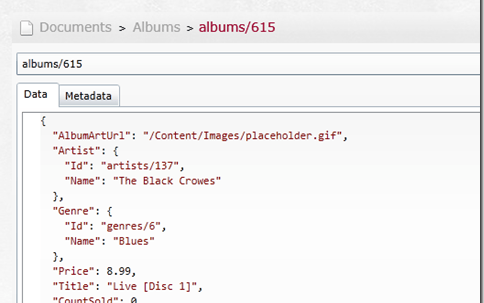 Documents > Albums > albums/615
albums/615
Data Metadata
{
"AlbumArtUrl": "/Content/Images/placeholder.gif",
"Artist": {
"Id": "artists/137",
"Name": "The Black Crowes"
},
"Genre": {
"Id": "genres/6",
"Name": "Blues"
},
"Price": 8.99,
"Title": "Live [Disc 1]",
"CountSold": 0